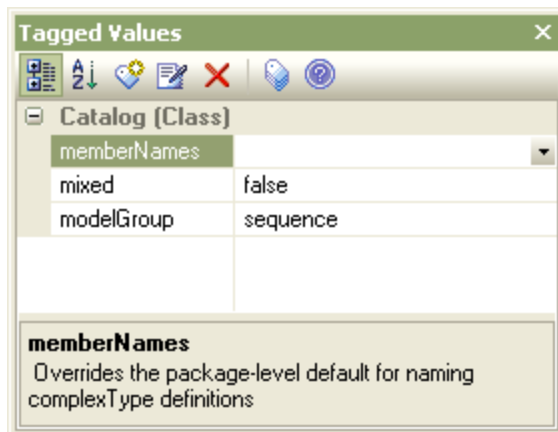 Tagged Values
Catalog (Class)
memberNames
mixed false
modelGroup sequence
memberNames
Overrides the package-level default for naming
complexType definitions